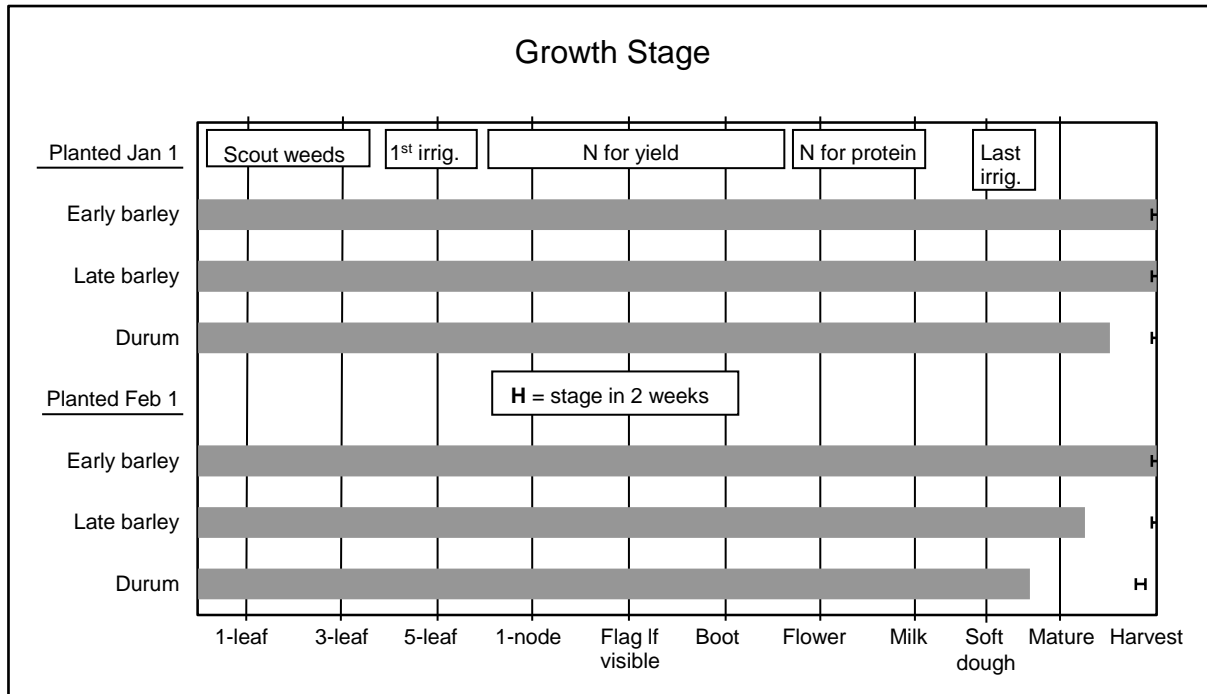 Growth Stage
Planted Jan 1
Scout weeds
1st irrig.
N for yield
N for protein
Last
irrig.
Early barley
H
Late barley
H
Durum
H
Planted Feb 1
H = stage in 2 weeks
Early barley
H
Late barley
H
Durum
H
1-leaf
3-leaf
5-leaf
1-node
Flag lf
visible
Boot
Flower
Milk
Soft
dough
Mature
Harvest